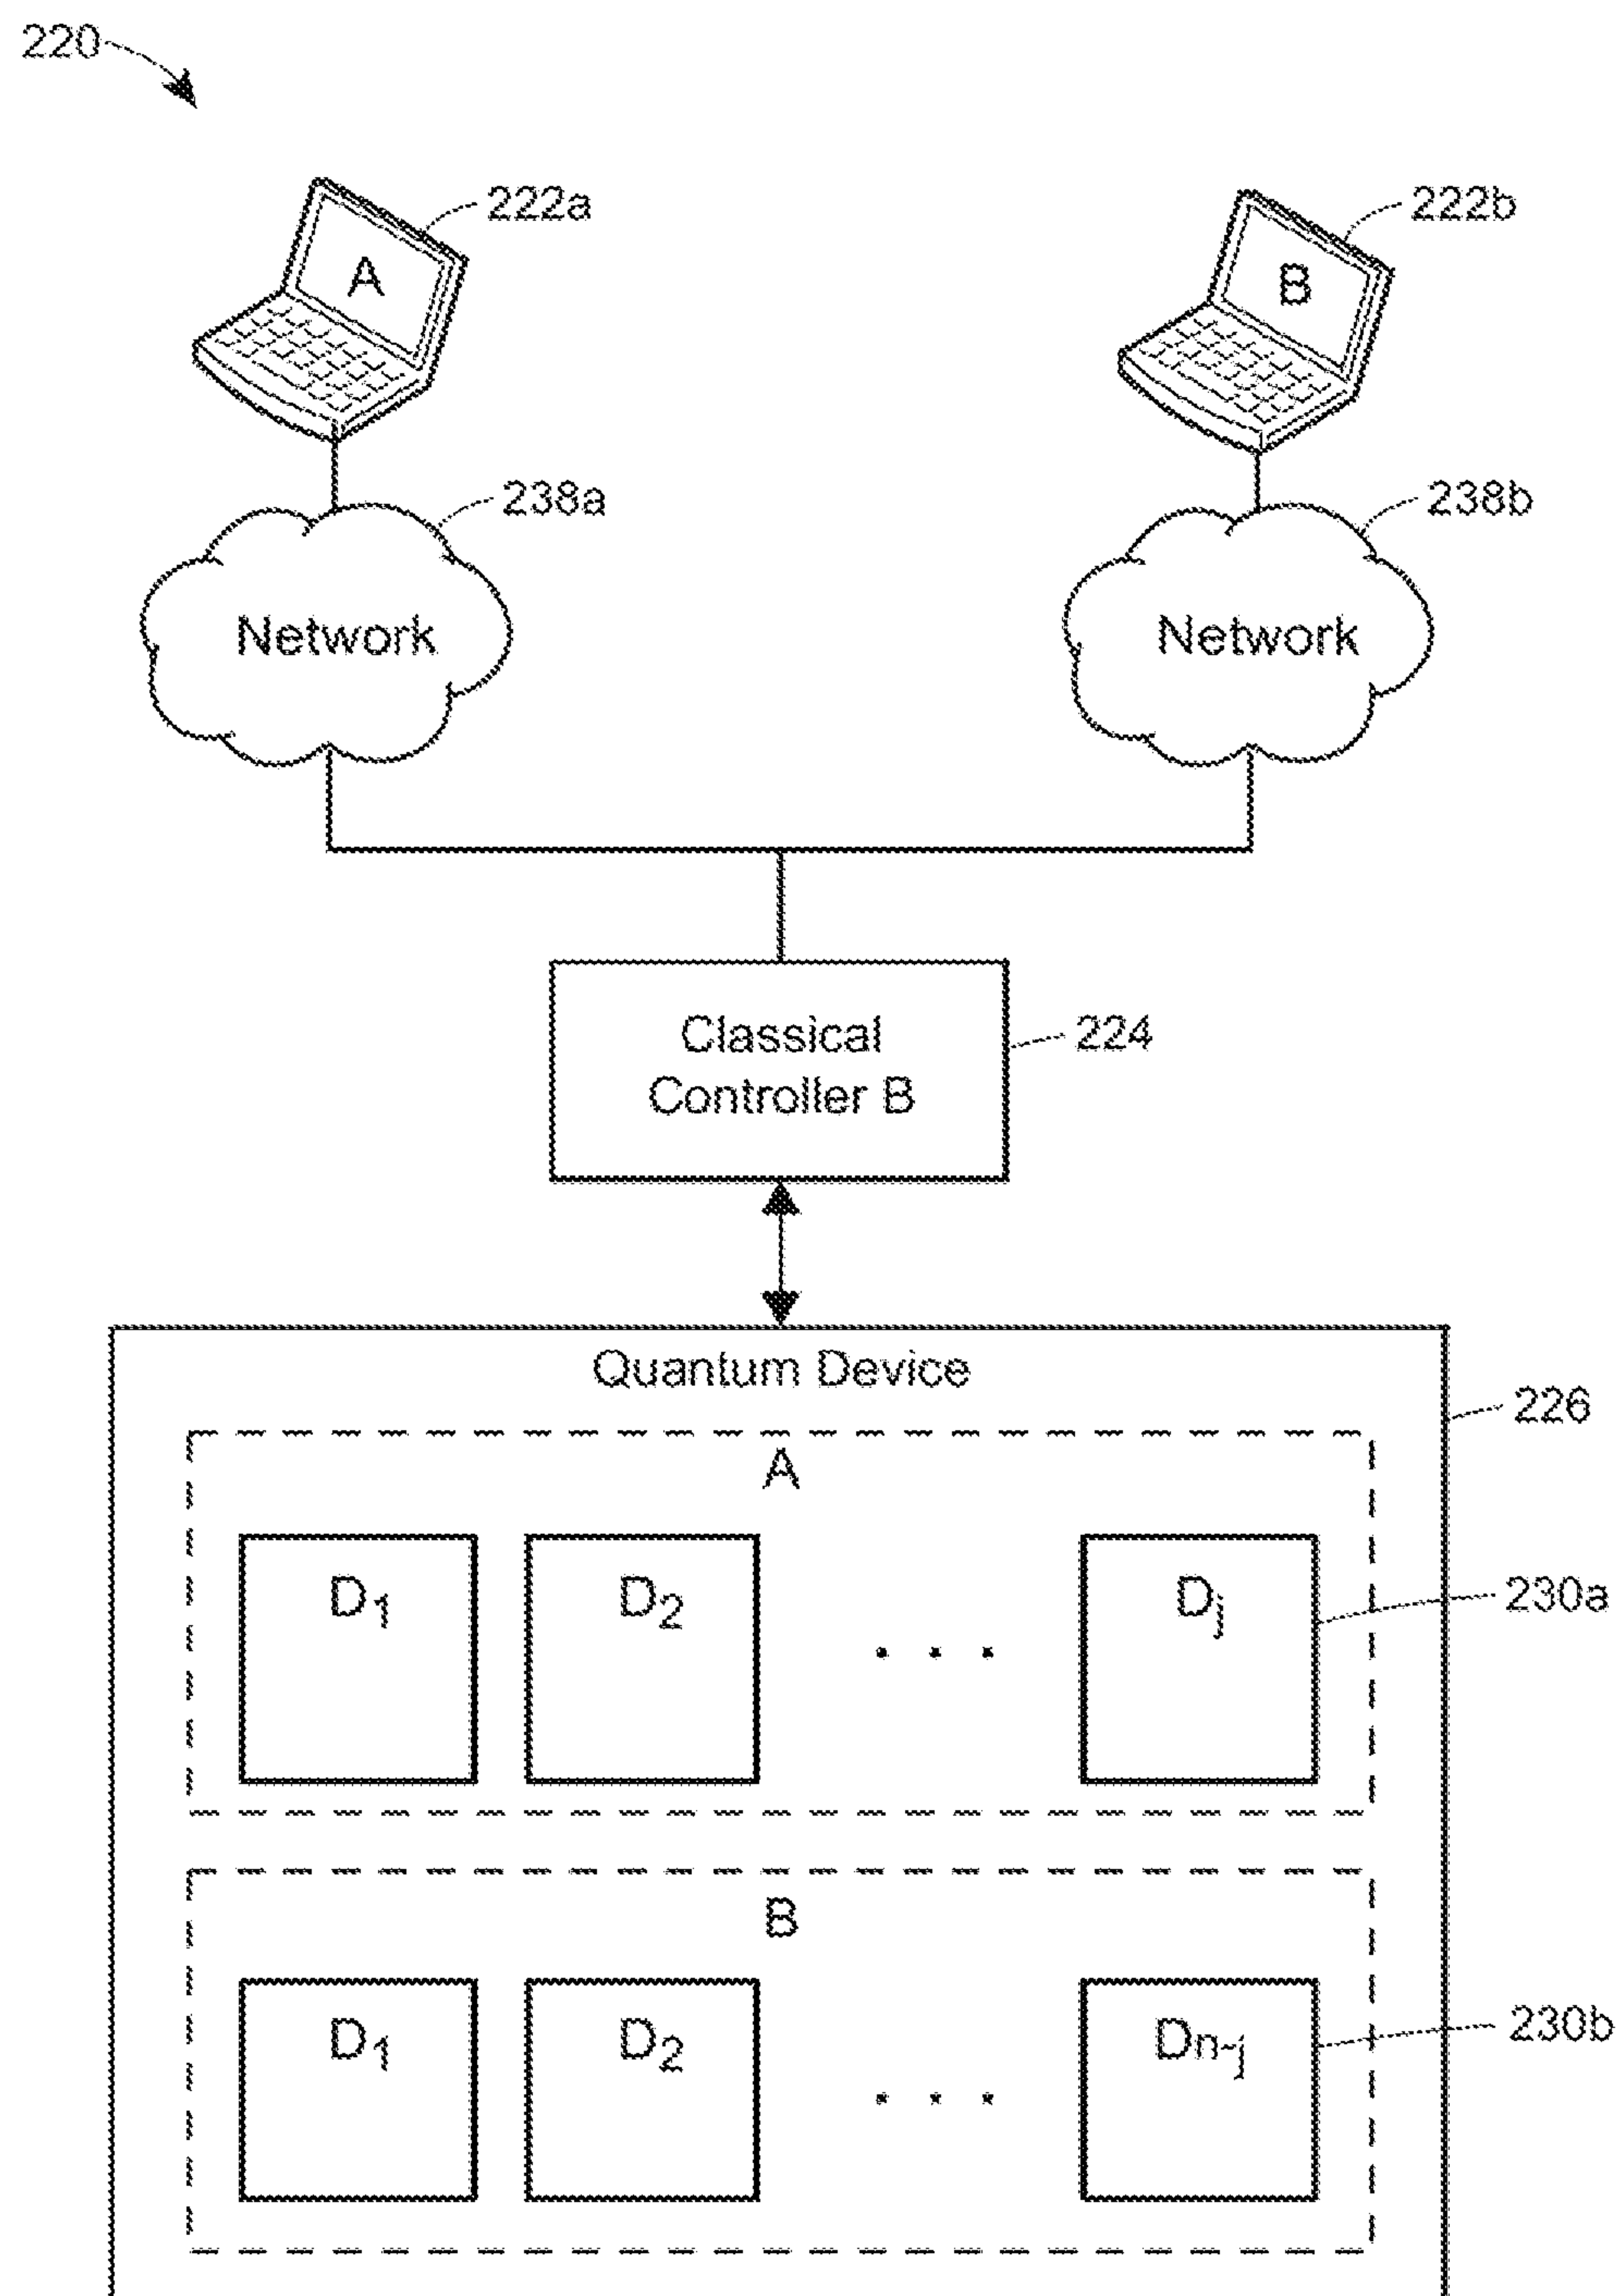 220
222a
222b
A
B
238a
238b
Network
Network
Classical
Controller B
224
Quantum Device
226
A
D1
D2
. . .
Dj
230a
B
D1
D2
. . .
Dn-j
230b